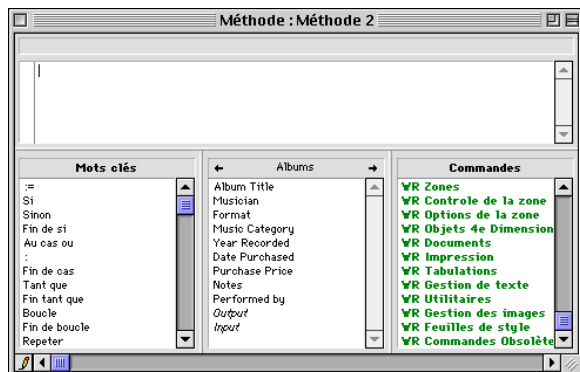 Méthode : Méthode 2
Mots clés
:=
Si
Sinon
Fin de si
Au cas ou
:
Fin de cas
Tant que
Fin tant que
Boucle
Fin de boucle
Repeter
← Albums →
Album Title
Musician
Format
Music Category
Year Recorded
Date Purchased
Purchase Price
Notes
Performed by
Output
Input
Commandes
WR Zones
WR Controle de la zone
WR Options de la zone
WR Objets 4e Dimension
WR Documents
WR Impression
WR Tabulations
WR Gestion de texte
WR Utilitaires
WR Gestion des images
WR Feuilles de style
WR Commandes Obsolète